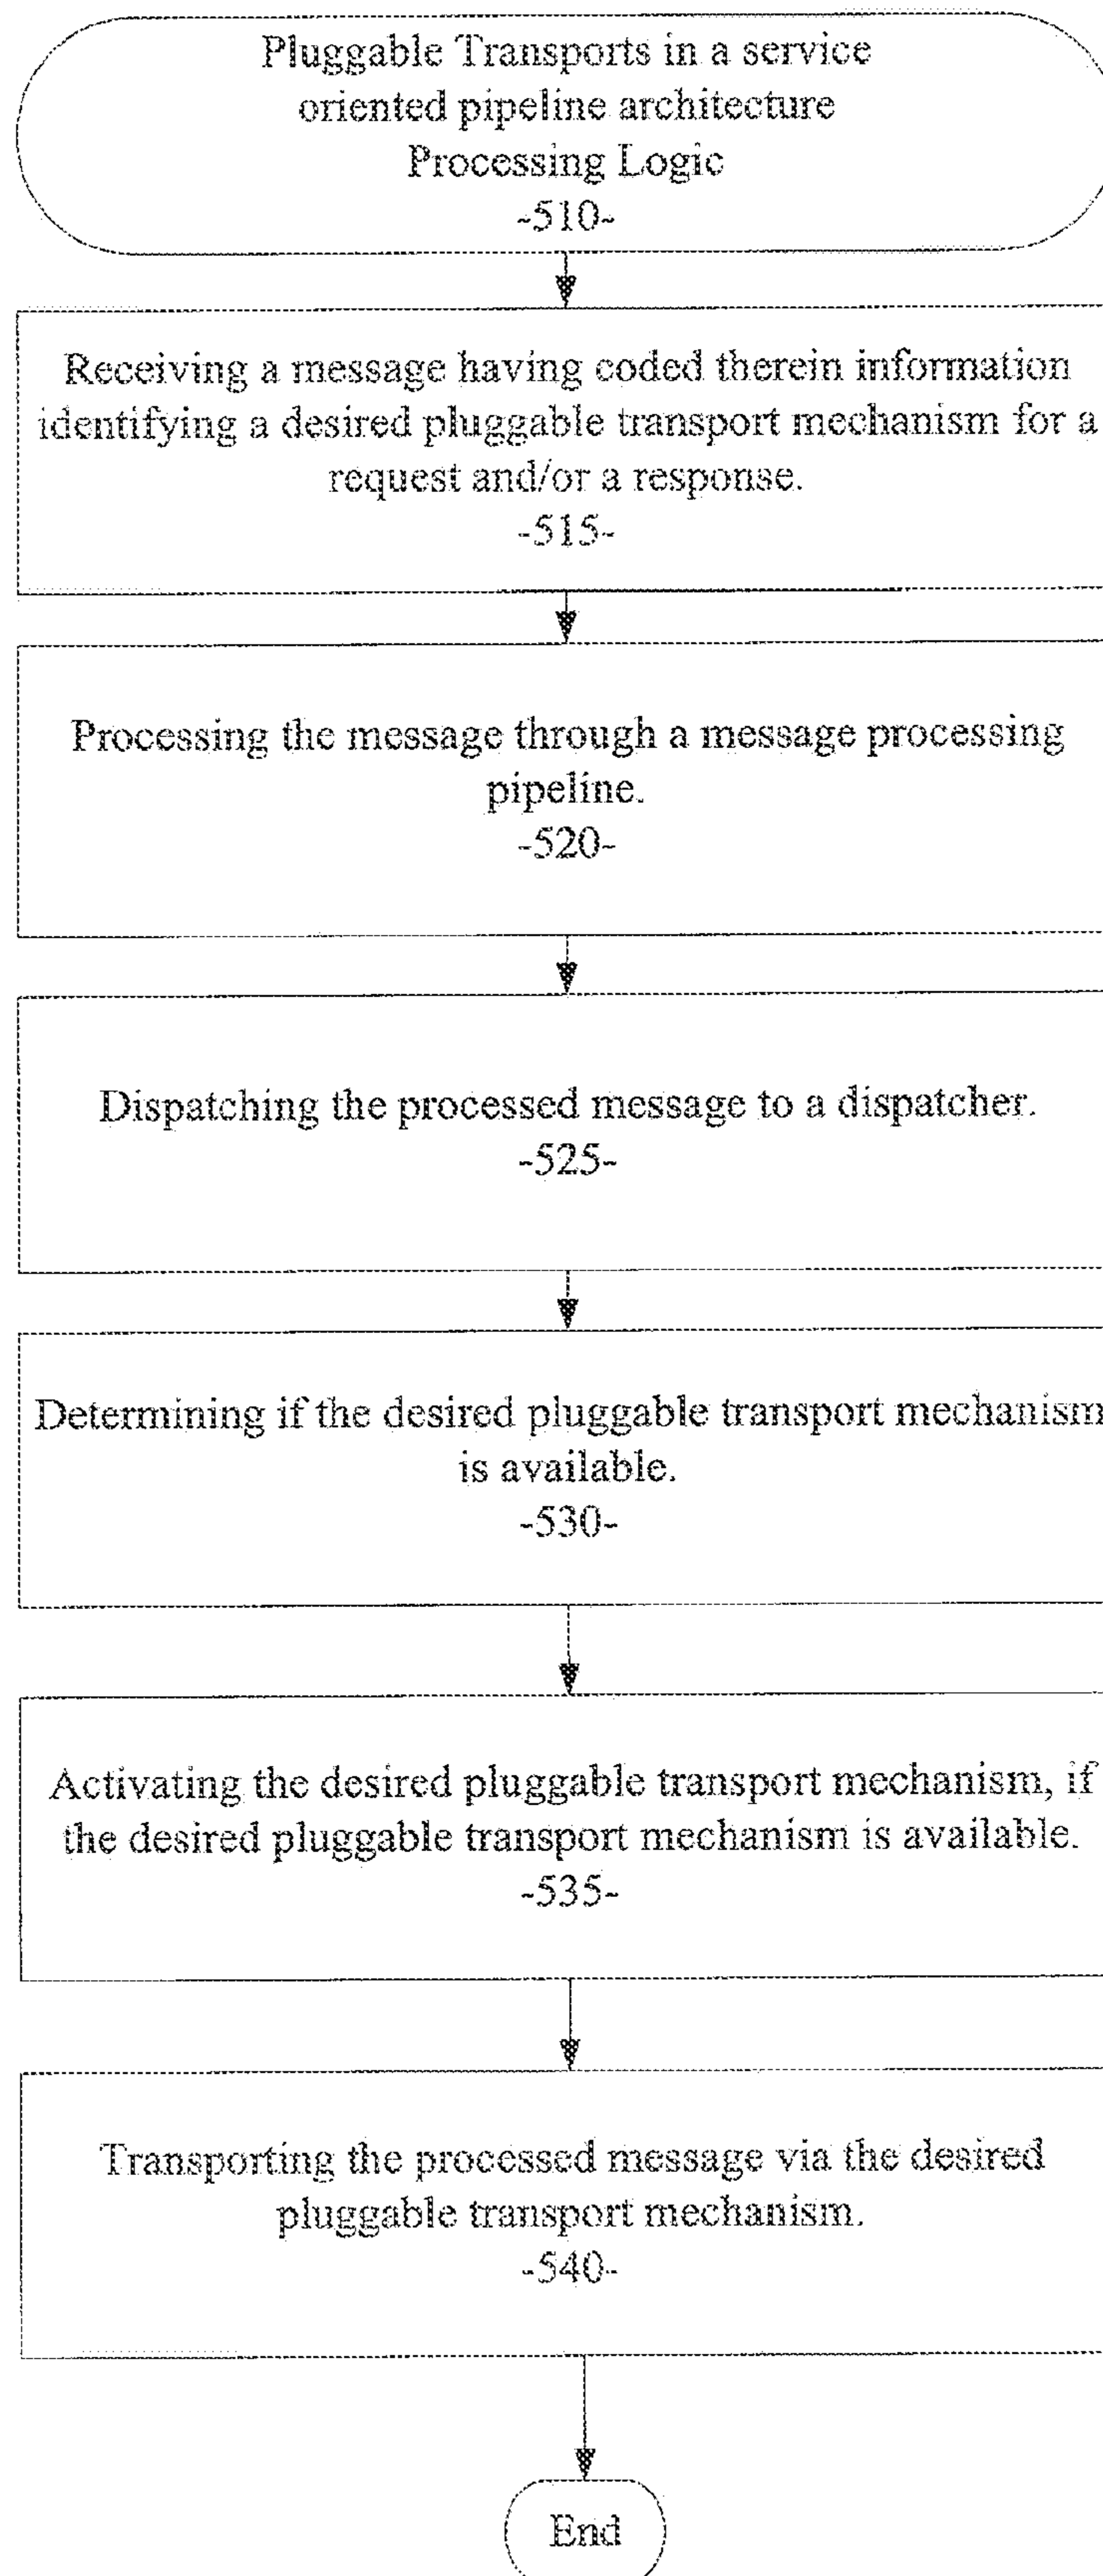 Pluggable Transports in a service
oriented pipeline architecture
Processing Logic
-510-
Receiving a message having coded therein information
identifying a desired pluggable transport mechanism for a
request and/or a response.
-515-
Processing the message through a message processing
pipeline.
-520-
Dispatching the processed message to a dispatcher.
-525-
Determining if the desired pluggable transport mechanism
is available.
-530-
Activating the desired pluggable transport mechanism, if
the desired pluggable transport mechanism is available.
-535-
Transporting the processed message via the desired
pluggable transport mechanism.
-540-
End